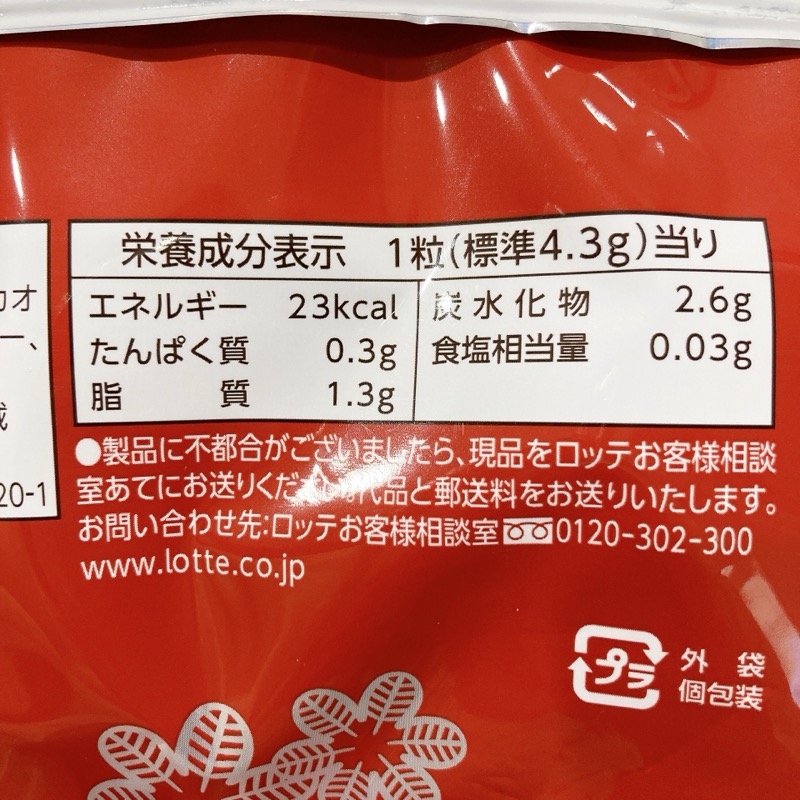 栄養成分表示 1粒(標準4.3g)当り
エネルギー 23kcal
たんぱく質 0.3g
脂質 1.3g
炭水化物 2.6g
食塩相当量 0.03g
●製品に不都合がございましたら、現品をロッテお客様相談
室あてにお送りくだ 代品と郵送料をお送りいたします。
お問い合わせ先:ロッテお客様相談室 0120-302-300
www.lotte.co.jp
プラ
外袋
個包装
カオ
ー、
20-1